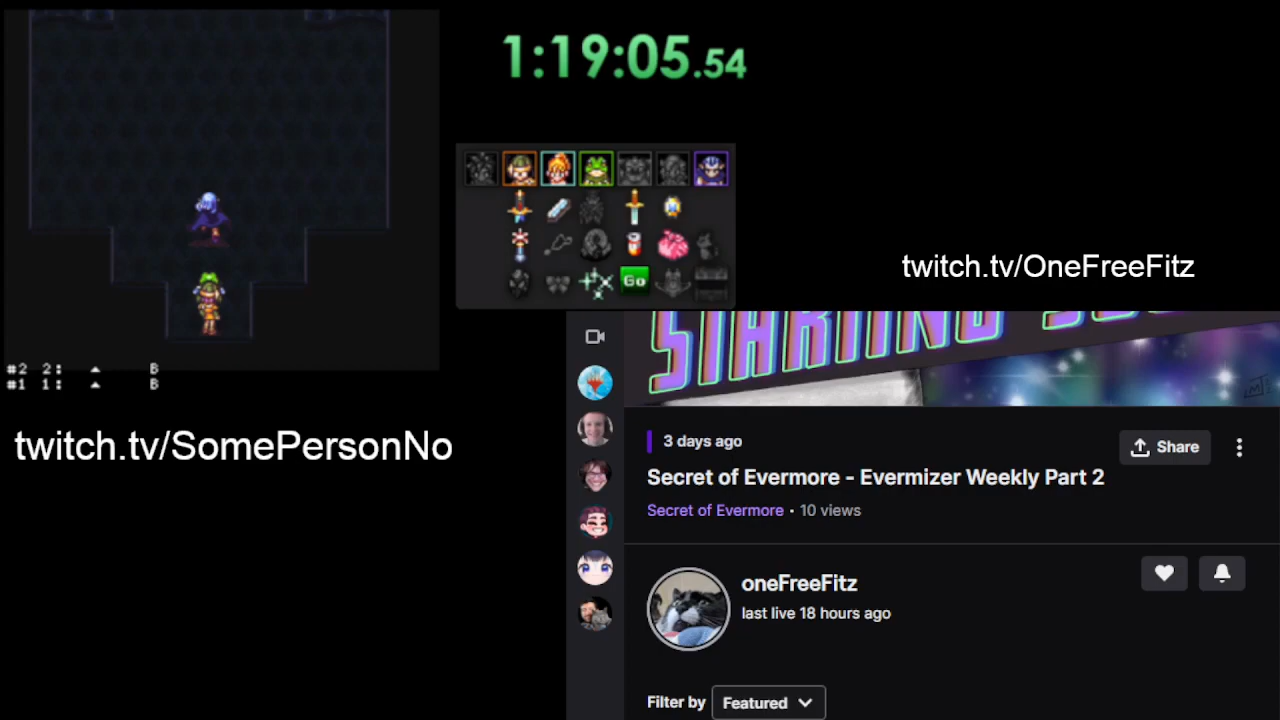 1:19:05.54
Go
twitch.tv/OneFreeFitz
#2 2: ▲ B
#1 1: ▲ B
twitch.tv/SomePersonNo
STARTING
3 days ago
Share
Secret of Evermore - Evermizer Weekly Part 2
Secret of Evermore • 10 views
oneFreeFitz
last live 18 hours ago
Filter by Featured